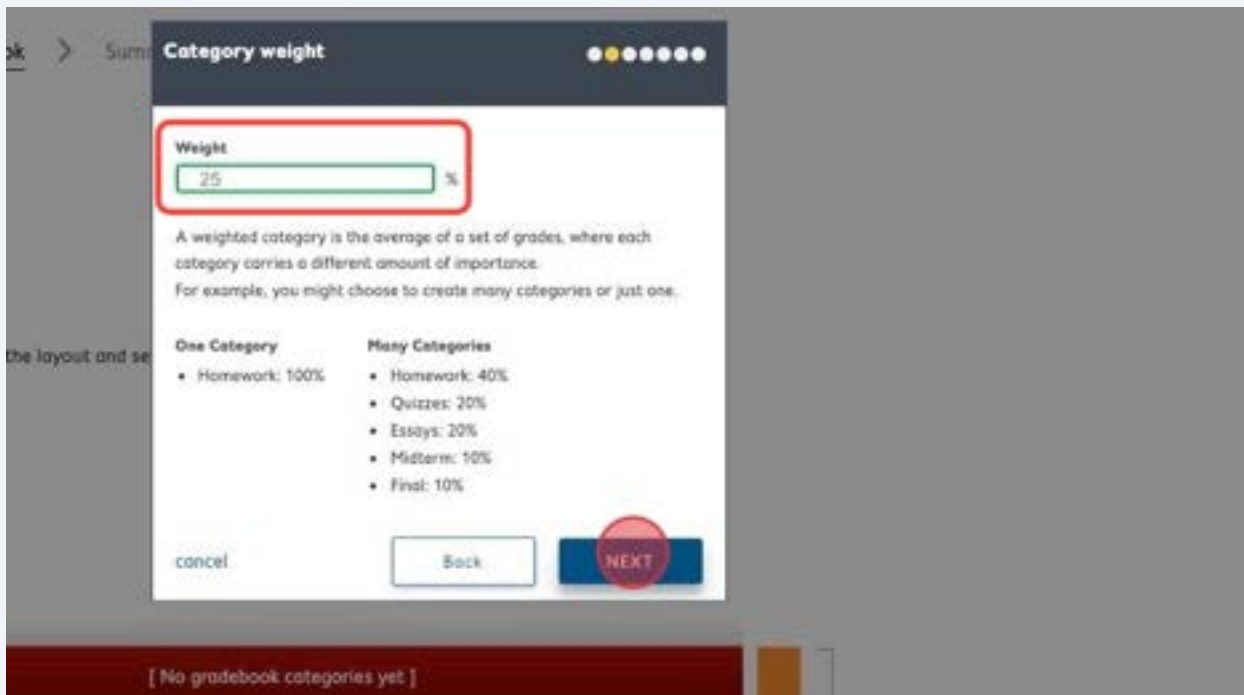 ok > Sum
Category weight
Weight
25 %
A weighted category is the average of a set of grades, where each
category carries a different amount of importance.
For example, you might choose to create many categories or just one.
the layout and se
One Category
• Homework: 100%
Many Categories
• Homework: 40%
• Quizzes: 20%
• Essays: 20%
• Midterm: 10%
• Final: 10%
cancel
Back
NEXT
[ No gradebook categories yet ]